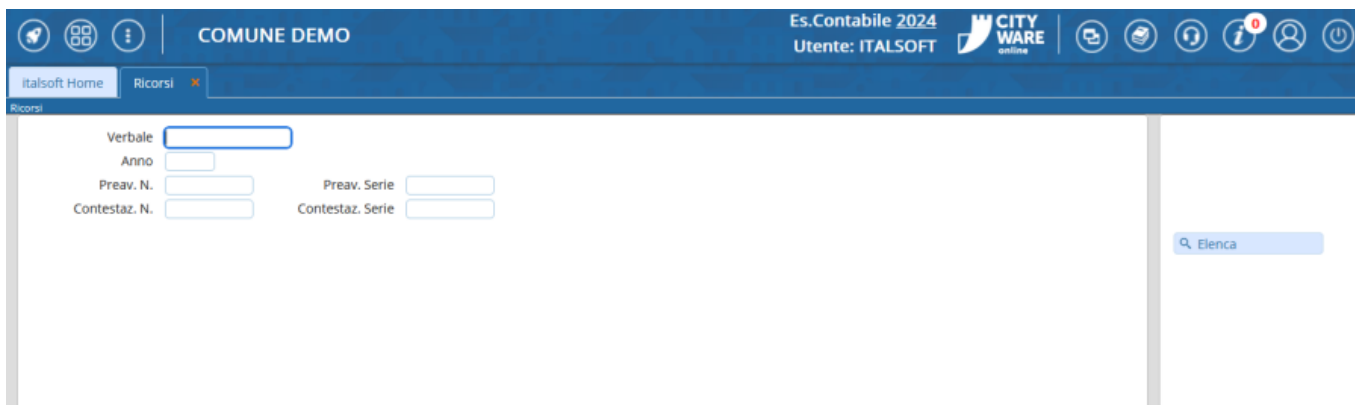 COMUNE DEMO
Es.Contabile 2024
Utente: ITALSOFT
CITY
WARE
online
0
italsoft Home
Ricorsi
Ricorsi
Verbale
Anno
Preav. N. Preav. Serie
Contestaz. N. Contestaz. Serie
Elenca